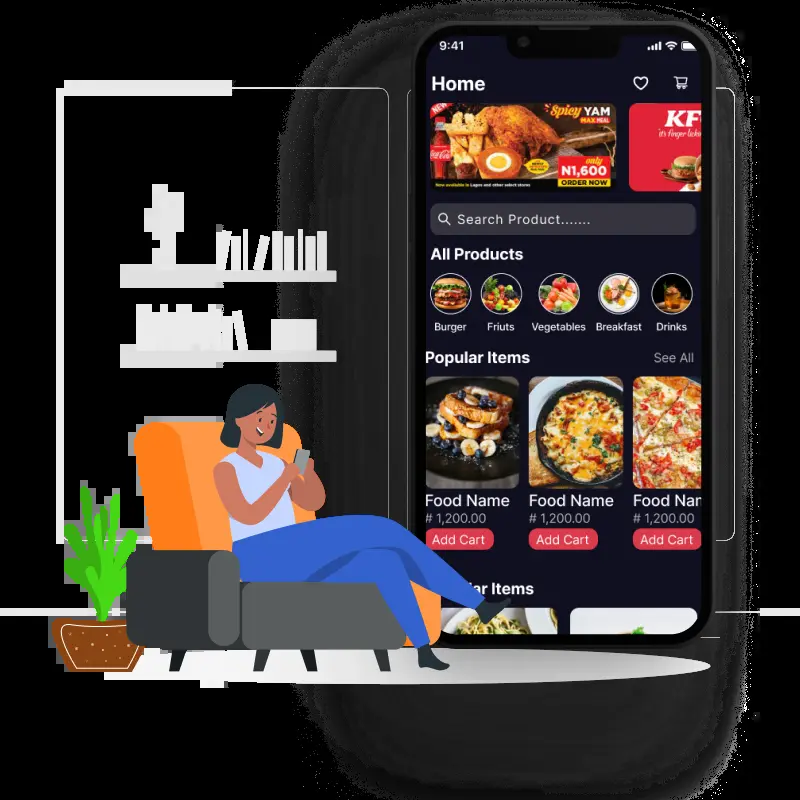 9:41
Home
NEW
Spicy YAM
MAX MEAL
only
N1,600
ORDER NOW
Now available in Lagos and other select stores
KF
it's finger
Search Product.......
All Products
Burger Friuts Vegetables Breakfast Drinks
Popular Items See All
Food Name Food Name Food Nar
# 1,200.00 # 1,200.00 # 1,200.00
Add Cart Add Cart Add Cart
ar Items